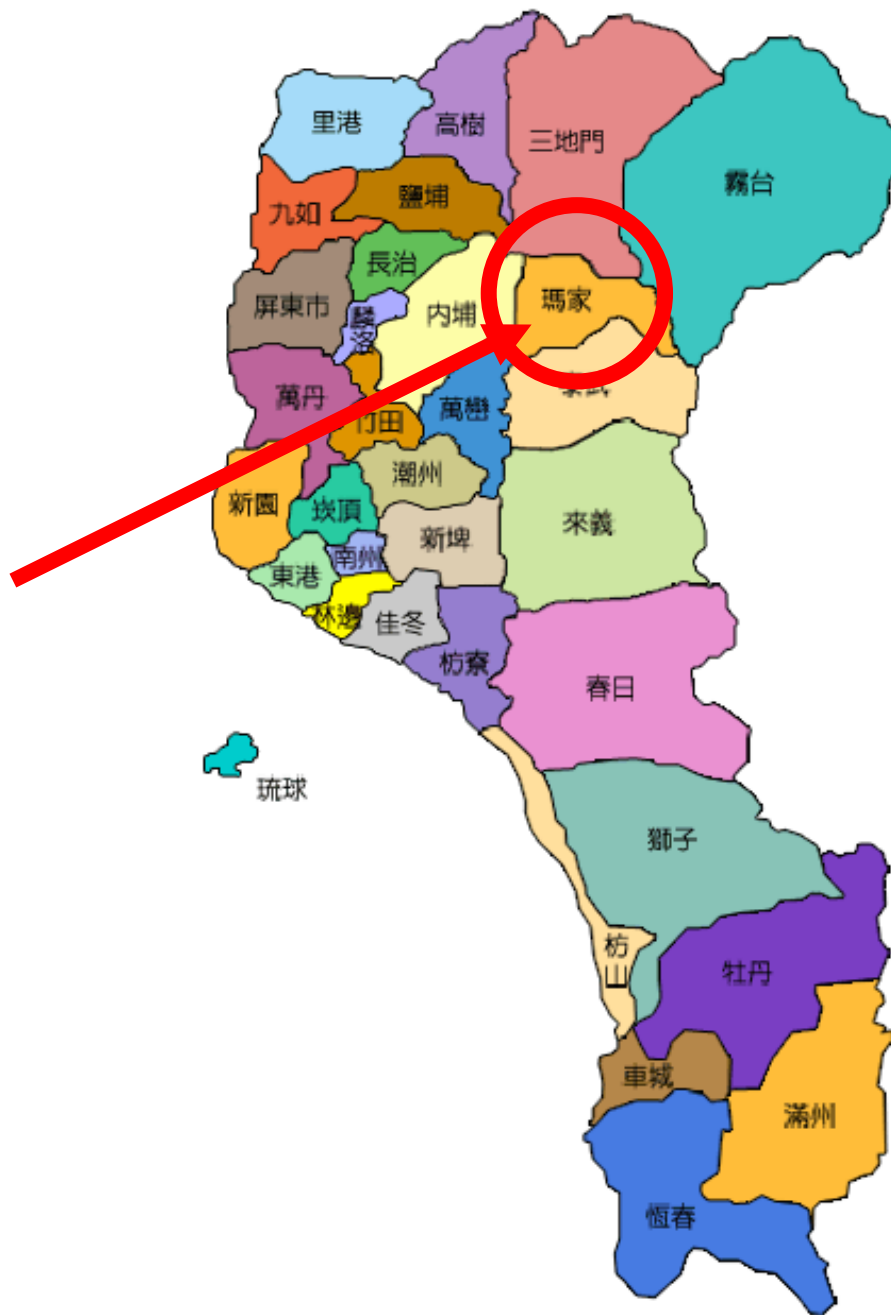 里港
高樹
三地門
霧台
九如
鹽埔
長治
屏東市
麟洛
內埔
瑪家
萬丹
竹田
萬巒
潮州
新園
崁頂
新埤
來義
南州
東港
林邊
佳冬
枋寮
春日
琉球
獅子
枋山
牡丹
車城
滿州
恆春